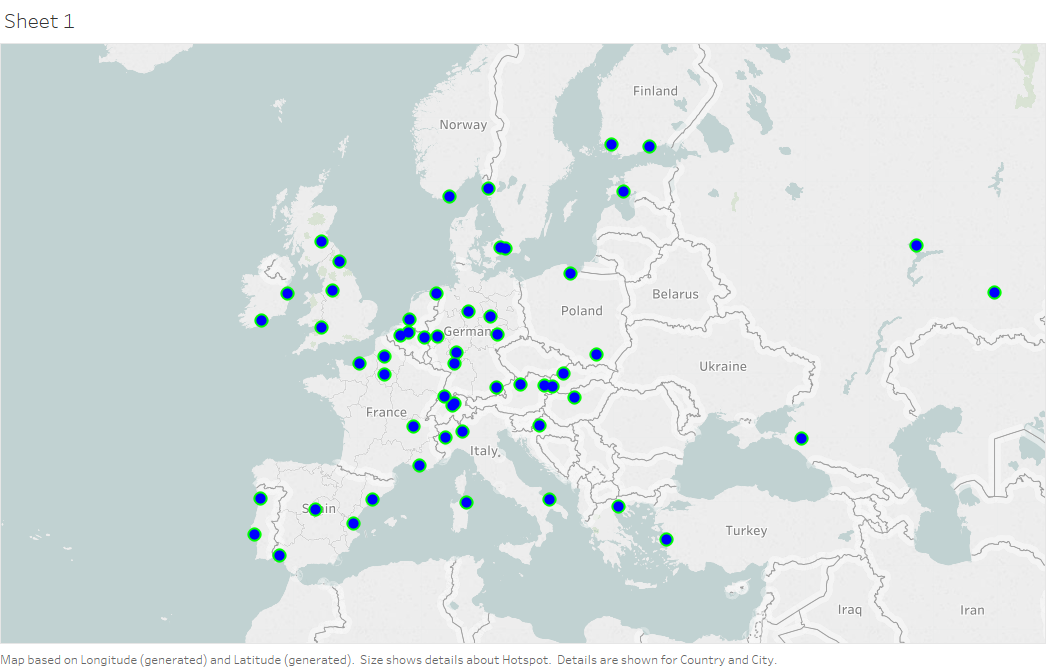 Sheet 1
Finland
Norway
Belarus
Poland
Germany
Ukraine
France
Italy
Spain
Turkey
Iraq
Iran
Map based on Longitude (generated) and Latitude (generated). Size shows details about Hotspot. Details are shown for Country and City.